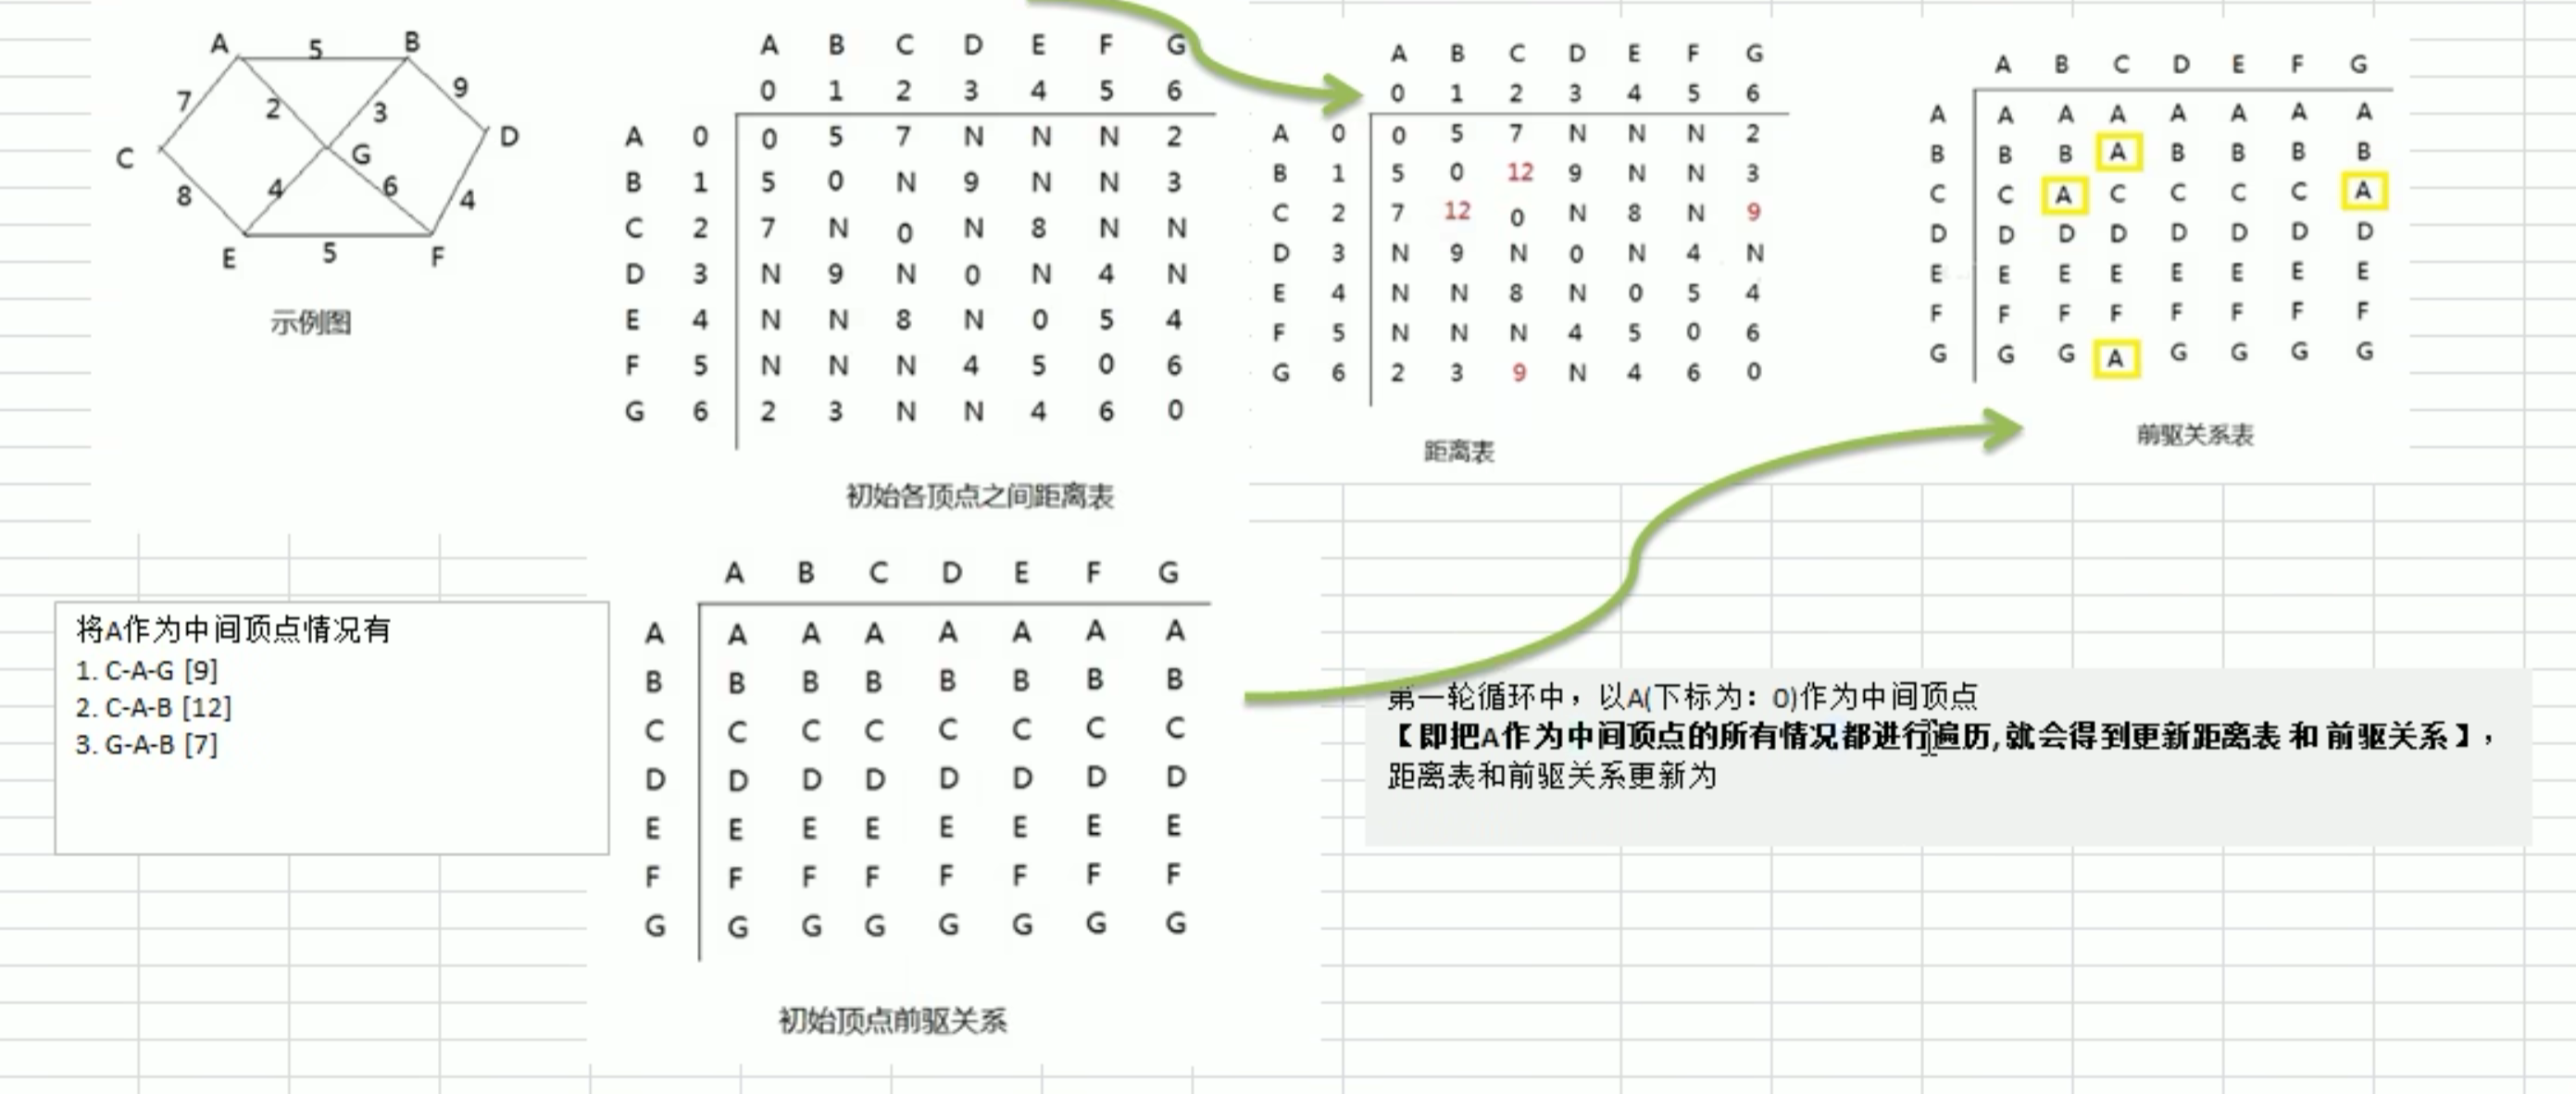 A 5 B
7 2 3 9
C G D
8 4 6 4
E 5 F
示例图
A B C D E F G
0 1 2 3 4 5 6
A 0 0 5 7 N N N 2
B 1 5 0 N 9 N N 3
C 2 7 N 0 N 8 N N
D 3 N 9 N 0 N 4 N
E 4 N N 8 N 0 5 4
F 5 N N N 4 5 0 6
G 6 2 3 N N 4 6 0
初始各顶点之间距离表
A B C D E F G
0 1 2 3 4 5 6
A 0 0 5 7 N N N 2
B 1 5 0 12 9 N N 3
C 2 7 12 0 N 8 N 9
D 3 N 9 N 0 N 4 N
E 4 N N 8 N 0 5 4
F 5 N N N 4 5 0 6
G 6 2 3 9 N 4 6 0
距离表
A B C D E F G
A A A A A A A A
B B B A B B B B
C C A C C C C A
D D D D D D D D
E E E E E E E E
F F F F F F F F
G G G A G G G G
前驱关系表
将A作为中间顶点情况有
1. C-A-G [9]
2. C-A-B [12]
3. G-A-B [7]
A B C D E F G
A A A A A A A A
B B B B B B B B
C C C C C C C C
D D D D D D D D
E E E E E E E E
F F F F F F F F
G G G G G G G G
初始顶点前驱关系
第一轮循环中，以A(下标为：0)作为中间顶点
【即把A作为中间顶点的所有情况都进行遍历,就会得到更新距离表 和 前驱关系】，
距离表和前驱关系更新为